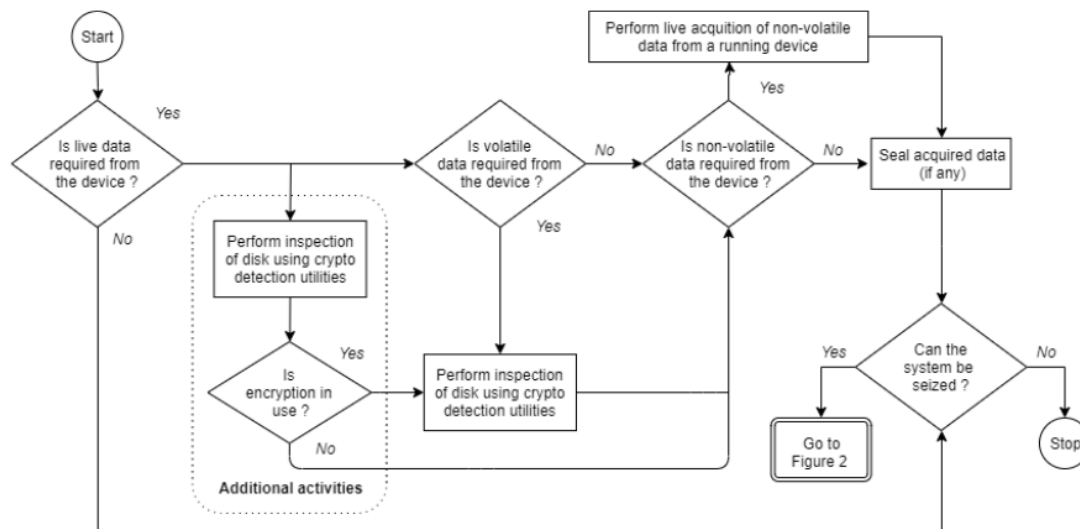 Start
Perform live acquition of non-volatile
data from a running device
Yes
Yes
Is live data
required from
the device ?
Is volatile
data required from
the device ?
No
Is non-volatile
data required from
the device ?
No
Seal acquired data
(if any)
No
Yes
Perform inspection
of disk using crypto
detection utilities
Yes
Is
encryption in
use ?
No
Perform inspection
of disk using crypto
detection utilities
Yes
Can the
system be
seized ?
No
Go to
Figure 2
Stop
Additional activities